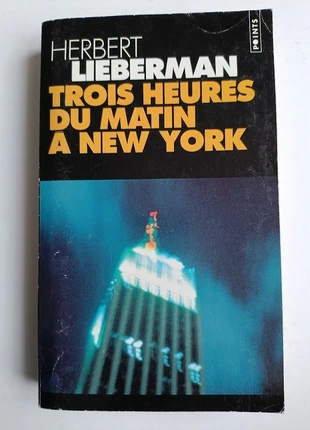 HERBERT
LIEBERMAN
TROIS HEURES
DU MATIN
A NEW YORK
POINTS